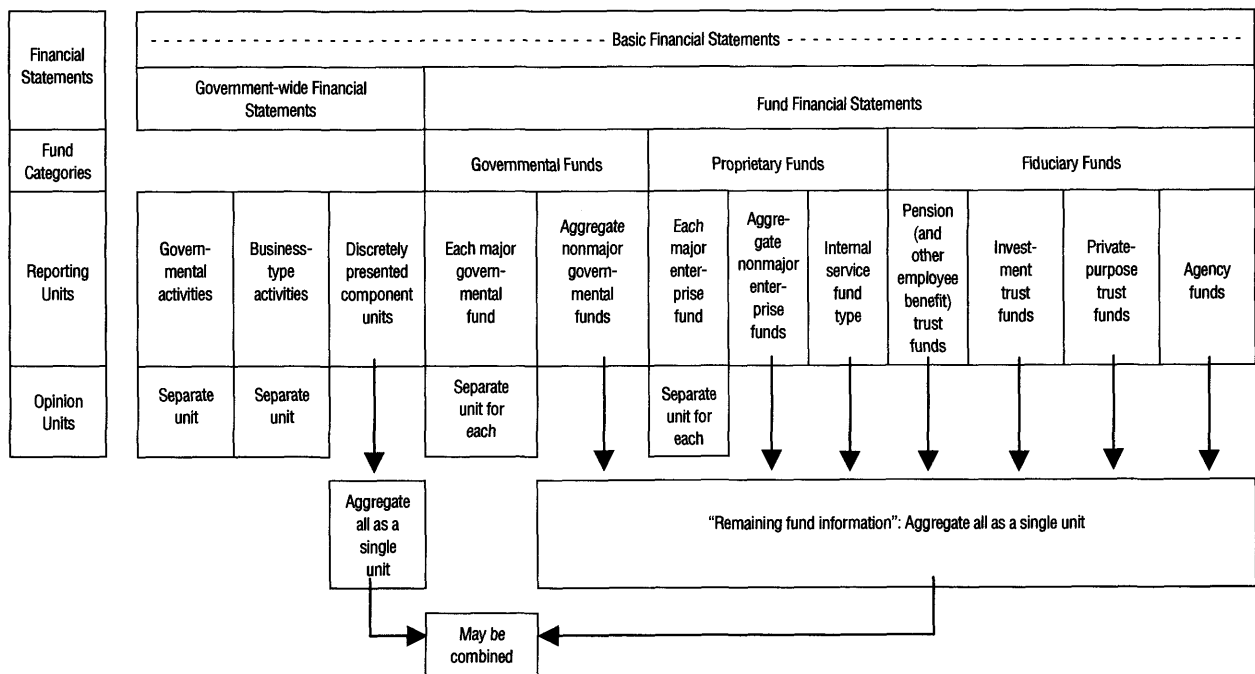 Financial
Statements
- - - - - - - - - - - - - - - - - - - - - - - - - - - - - - Basic Financial Statements - - - - - - - - - - - - - - - - - - - - - - - - - - - - - -
Government-wide Financial
Statements
Fund Financial Statements
Fund
Categories
Governmental Funds
Proprietary Funds
Fiduciary Funds
Reporting
Units
Govern-
mental
activities
Business-
type
activities
Discretely
presented
component
units
Each major
govern-
mental
fund
Aggregate
nonmajor
govern-
mental
funds
Each
major
enter-
prise
fund
Aggre-
gate
nonmajor
enter-
prise
funds
Internal
service
fund
type
Pension
(and
other
employee
benefit)
trust
funds
Invest-
ment
trust
funds
Private-
purpose
trust
funds
Agency
funds
Opinion
Units
Separate
unit
Separate
unit
Separate
unit for
each
Separate
unit for
each
Aggregate
all as a
single
unit
“Remaining fund information”: Aggregate all as a single unit
May be
combined